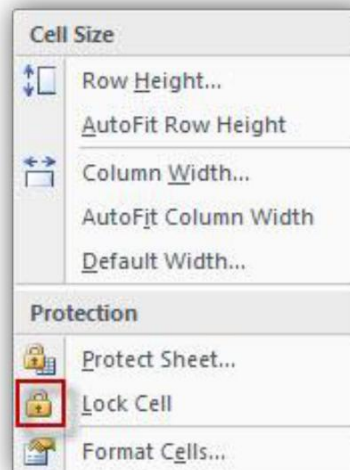 Cell Size
Row Height...
AutoFit Row Height
Column Width...
AutoFit Column Width
Default Width...
Protection
Protect Sheet...
Lock Cell
Format Cells...